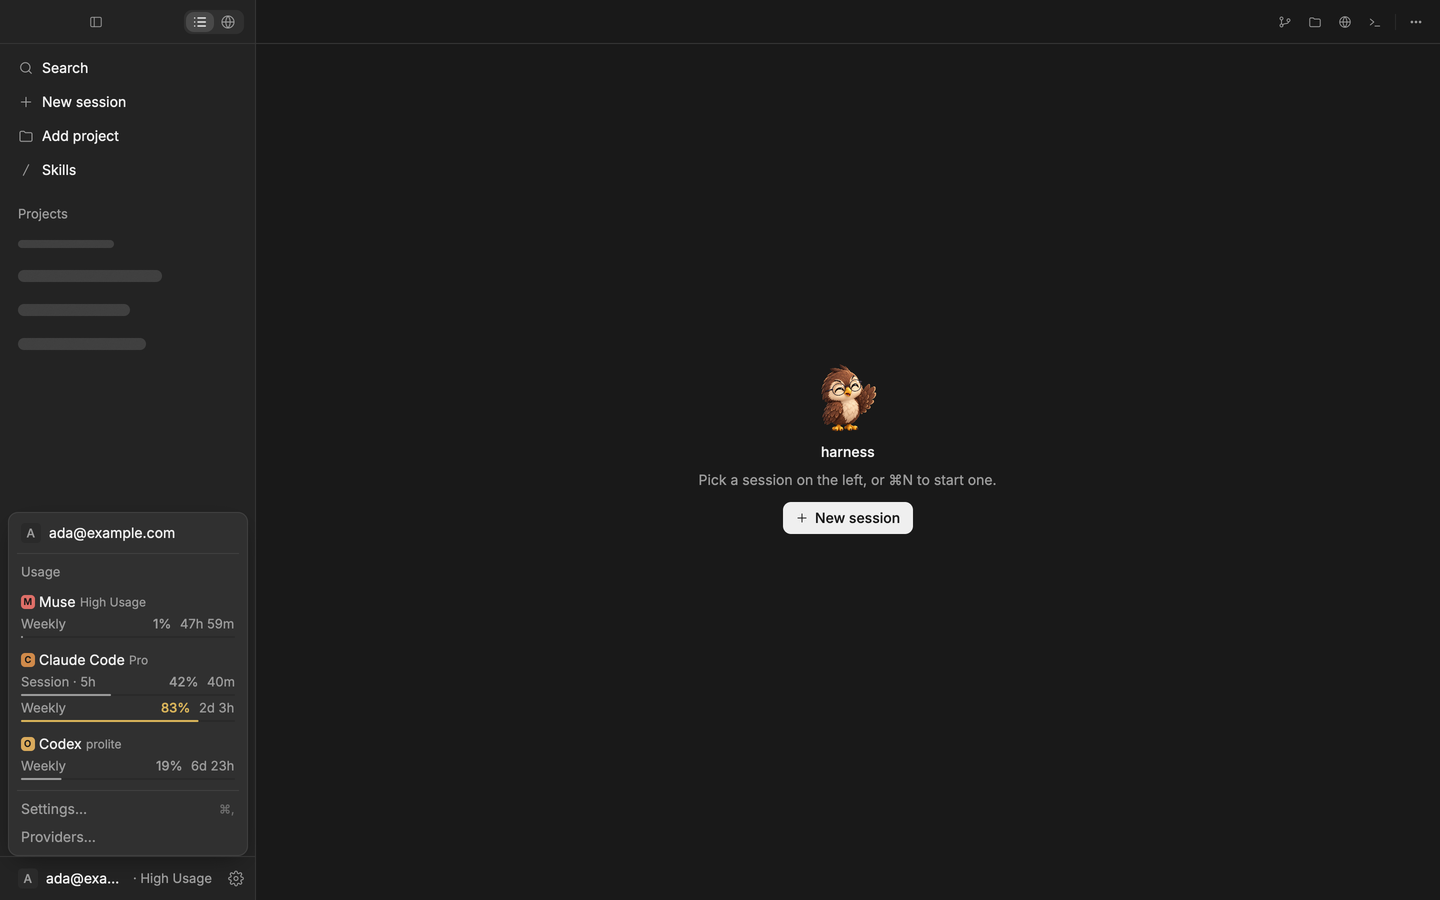 Search
New session
Add project
/ Skills
Projects
harness
Pick a session on the left, or ⌘N to start one.
+ New session
A ada@example.com
Usage
M Muse High Usage
Weekly 1% 47h 59m
C Claude Code Pro
Session · 5h 42% 40m
Weekly 83% 2d 3h
O Codex prolite
Weekly 19% 6d 23h
Settings... ⌘,
Providers...
A ada@exa... · High Usage